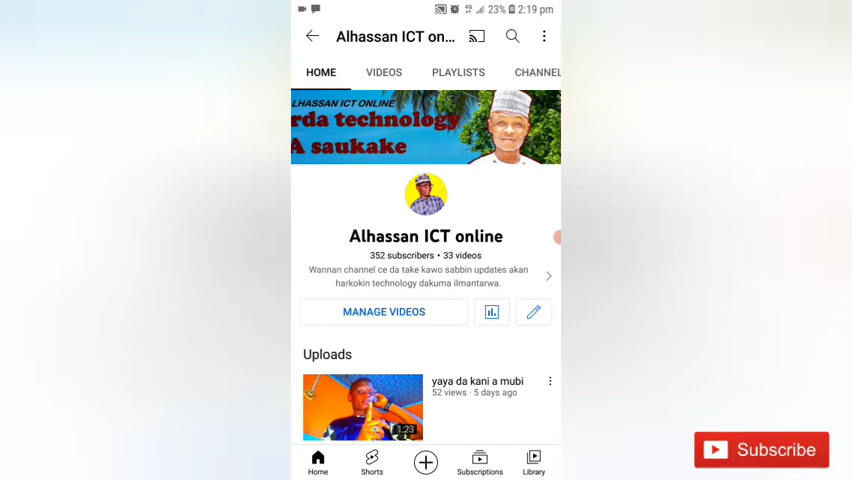 23% 2:19 pm
Alhassan ICT on...
HOME VIDEOS PLAYLISTS CHANNEL
LHASSAN ICT ONLINE
rda technology
A saukake
Alhassan ICT online
352 subscribers • 33 videos
Wannan channel ce da take kawo sabbin updates akan
harkokin technology dakuma ilmantarwa.
MANAGE VIDEOS
Uploads
yaya da kani a mubi
52 views · 5 days ago
1:23
Home Shorts Subscriptions Library
Subscribe